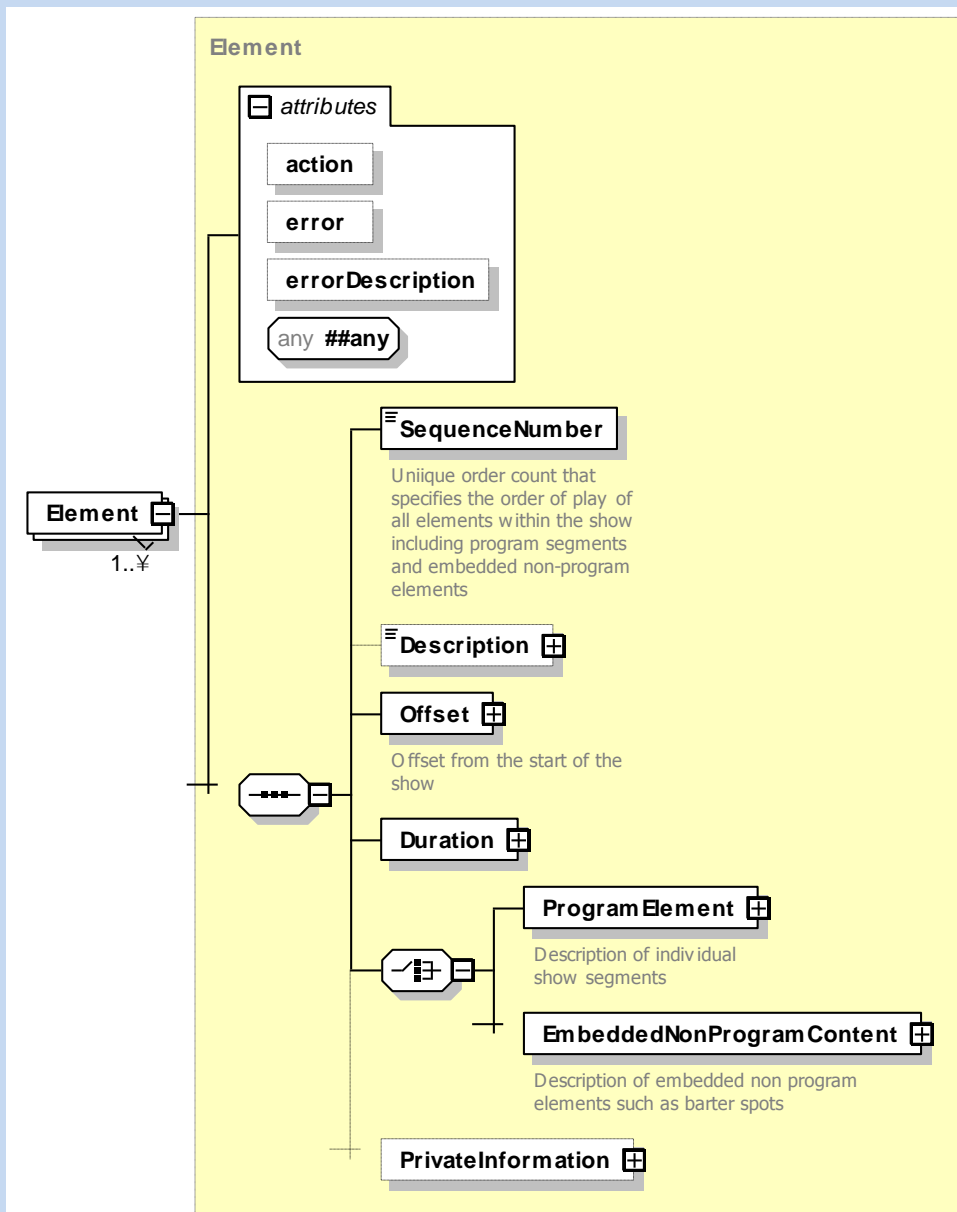 Element
attributes
action
error
errorDescription
any ##any
SequenceNumber
Uniique order count that
specifies the order of play of
all elements within the show
including program segments
and embedded non-program
elements
Element
1..¥
Description
Offset
Offset from the start of the
show
Duration
ProgramElement
Description of individual
show segments
EmbeddedNonProgramContent
Description of embedded non program
elements such as barter spots
PrivateInformation